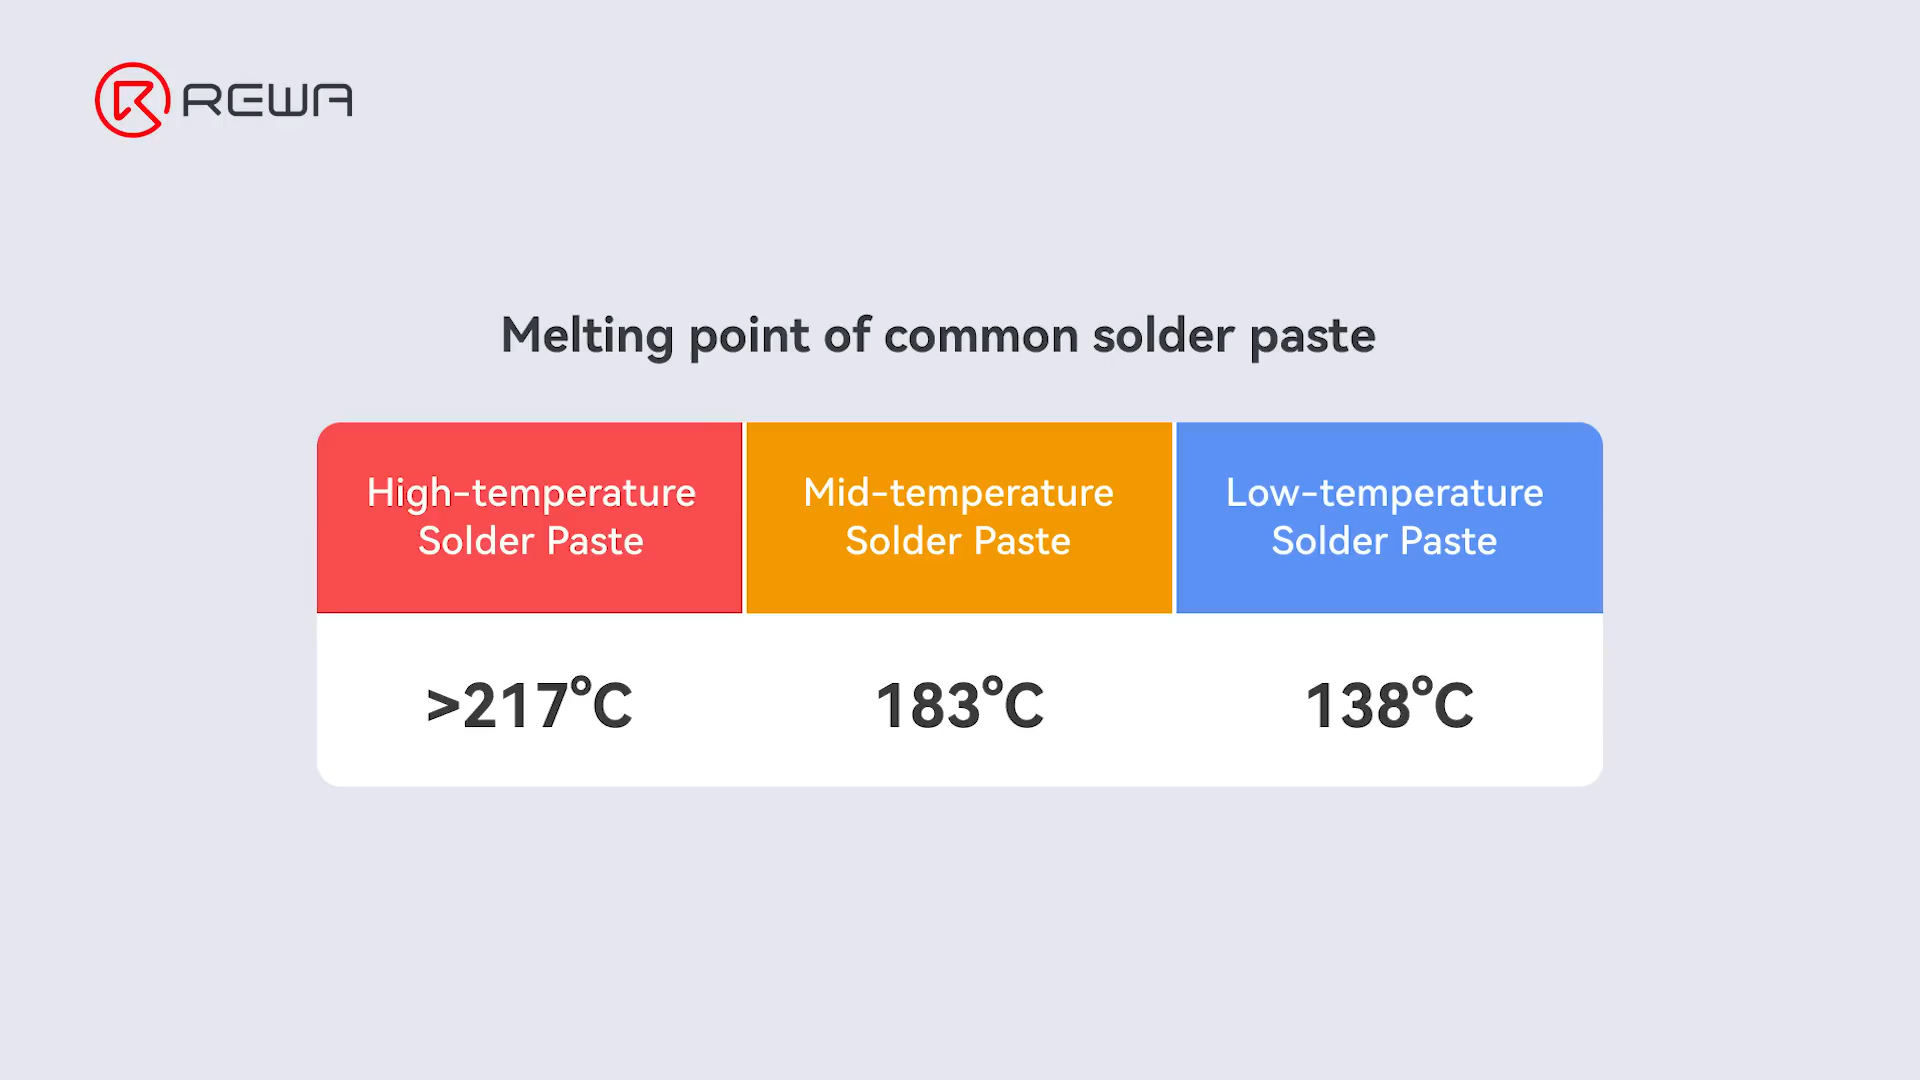 REWA
Melting point of common solder paste
High-temperature
Solder Paste
Mid-temperature
Solder Paste
Low-temperature
Solder Paste
>217°C
183°C
138°C